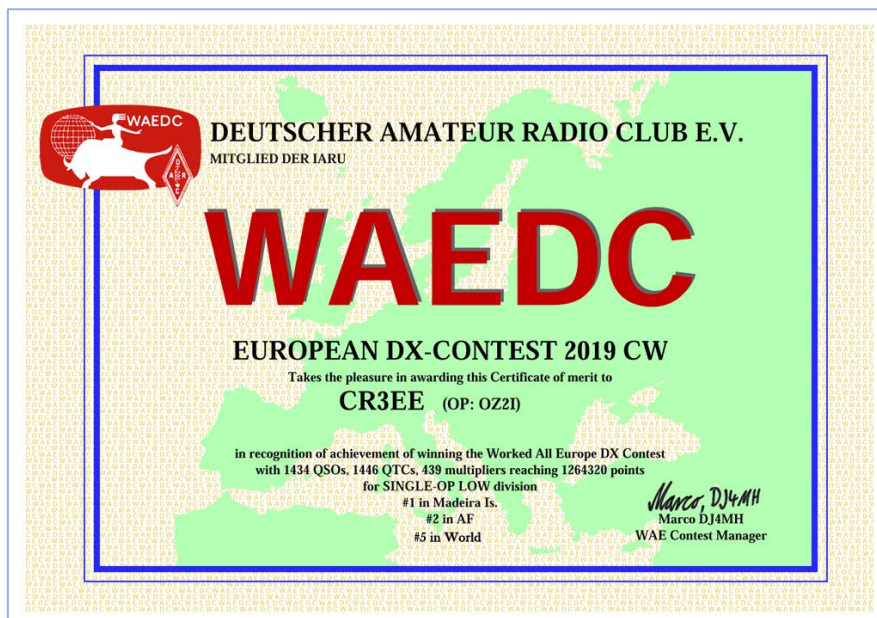 WAEDC
DARC
DEUTSCHER AMATEUR RADIO CLUB E.V.
MITGLIED DER IARU
WAEDC
EUROPEAN DX-CONTEST 2019 CW
Takes the pleasure in awarding this Certificate of merit to
CR3EE (OP: OZ2I)
in recognition of achievement of winning the Worked All Europe DX Contest
with 1434 QSOs, 1446 QTCs, 439 multipliers reaching 1264320 points
for SINGLE-OP LOW division
#1 in Madeira Is.
#2 in AF
#5 in World
Marco, DJ4MH
Marco DJ4MH
WAE Contest Manager